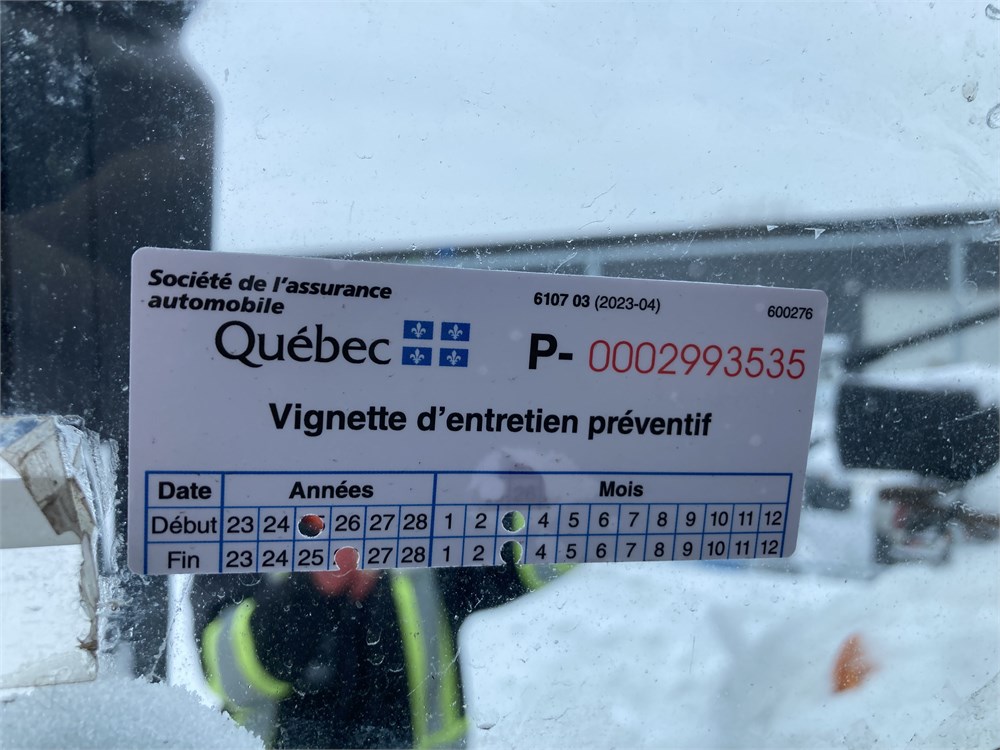 Société de l'assurance
automobile
Québec
6107 03 (2023-04)
600276
P- 0002993535
Vignette d'entretien préventif
Date Années Mois
Début 23 24 26 27 28 1 2 4 5 6 7 8 9 10 11 12
Fin 23 24 25 27 28 1 2 4 5 6 7 8 9 10 11 12